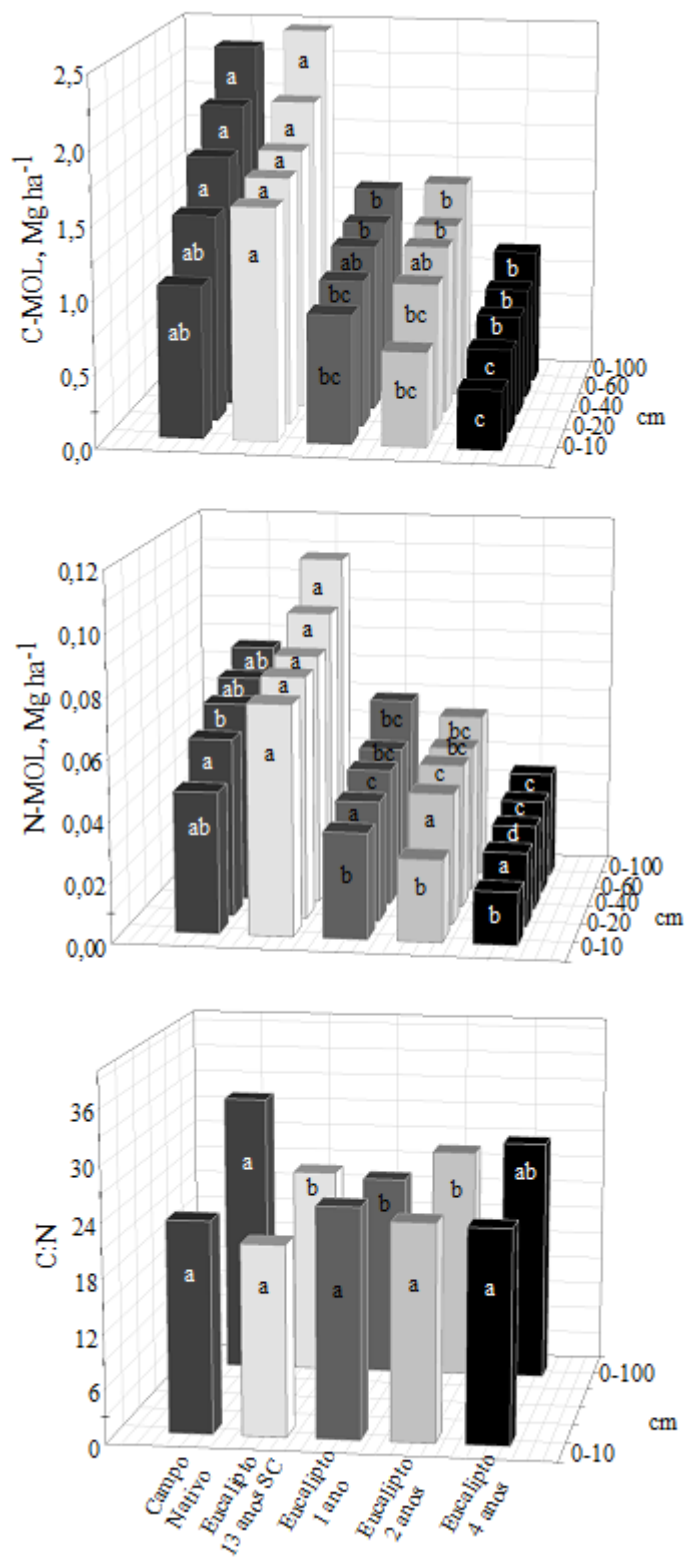 2,5
2,0
1,5
1,0
0,5
0,0
C-MOL, Mg ha⁻¹
a a
a a
a a
ab a
ab a
b b
b b
ab ab
bc bc
bc bc
b
b
b
c
c
0-100
0-60
0-40
0-20
0-10
cm
0,12
0,10
0,08
0,06
0,04
0,02
0,00
N-MOL, Mg ha⁻¹
ab a
ab a
b a
a a
ab a
bc bc
bc bc
c c
a a
b b
c
c
d
a
b
0-100
0-60
0-40
0-20
0-10
cm
36
30
24
18
12
6
0
C:N
a b b b ab
a a a a a
0-100
0-10
cm
Campo
Nativo
Eucalipto
13 anos SC
Eucalipto
1 ano
Eucalipto
2 anos
Eucalipto
4 anos